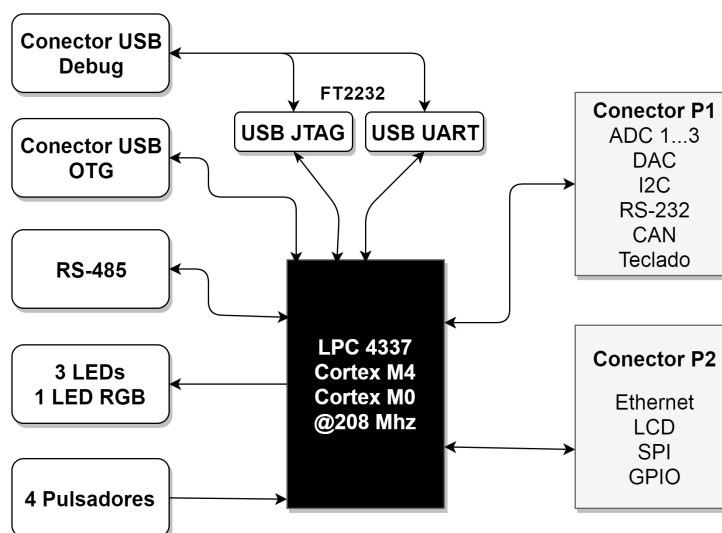 Conector USB
Debug
FT2232
USB JTAG
USB UART
Conector USB
OTG
RS-485
3 LEDs
1 LED RGB
4 Pulsadores
LPC 4337
Cortex M4
Cortex M0
@208 Mhz
Conector P1
ADC 1...3
DAC
I2C
RS-232
CAN
Teclado
Conector P2
Ethernet
LCD
SPI
GPIO